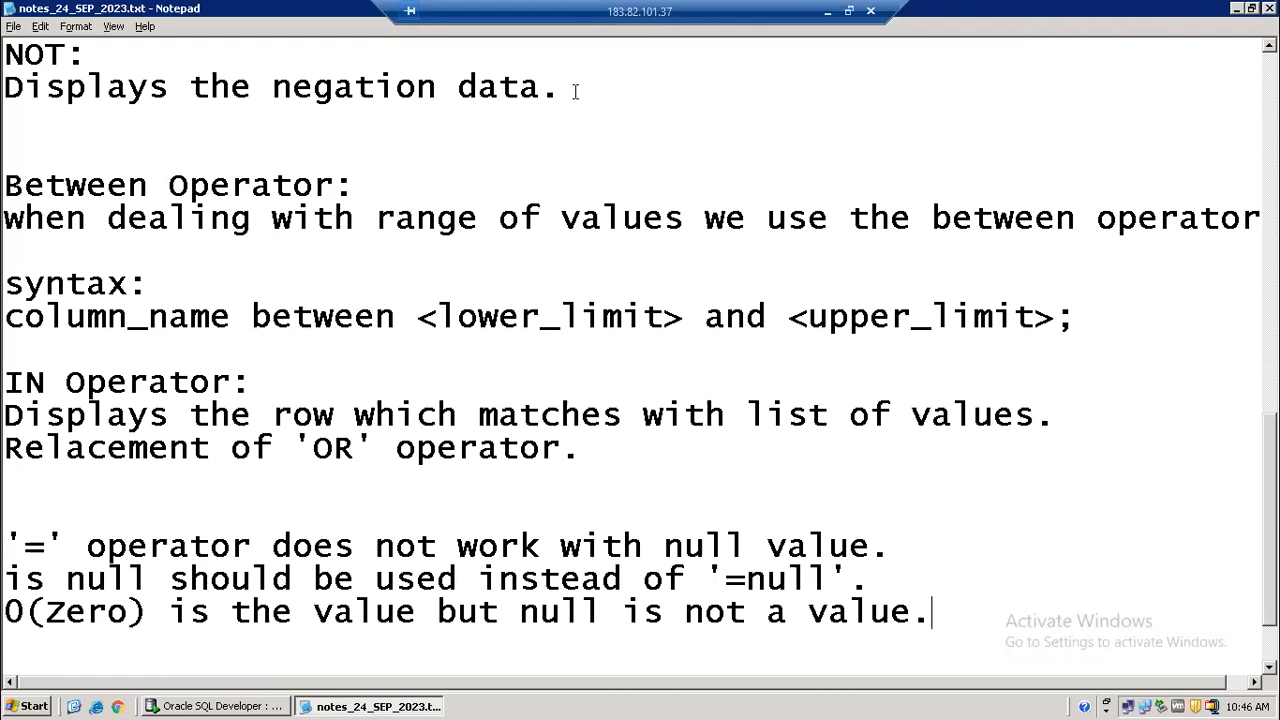 notes_24_SEP_2023.txt - Notepad
183.82.101.37
File Edit Format View Help
NOT:
Displays the negation data.
Between Operator:
when dealing with range of values we use the between operator
syntax:
column_name between <lower_limit> and <upper_limit>;
IN Operator:
Displays the row which matches with list of values.
Relacement of 'OR' operator.
'=' operator does not work with null value.
is null should be used instead of '=null'.
0(Zero) is the value but null is not a value.
Activate Windows
Go to Settings to activate Windows.
Start
Oracle SQL Developer : ...
notes_24_SEP_2023.t...
10:46 AM